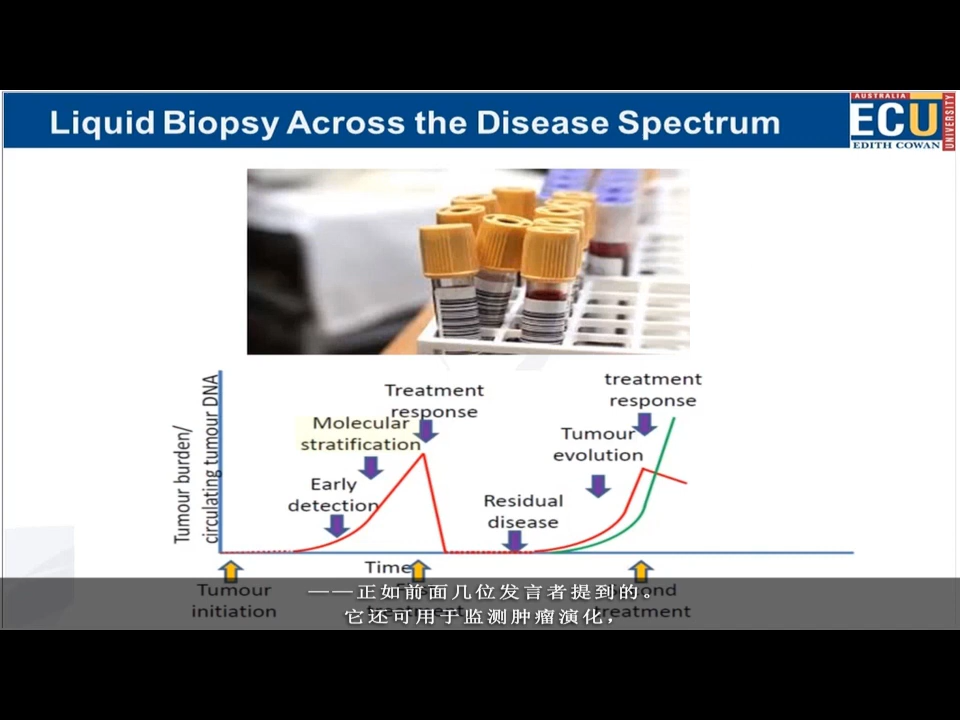 Liquid Biopsy Across the Disease Spectrum
AUSTRALIA
ECU
EDITH COWAN
UNIVERSITY
Tumour burden/
circulating tumour DNA
Treatment
response
Molecular
stratification
Early
detection
treatment
response
Tumour
evolution
Residual
disease
Time
Tumour
initiation
treatment
treatment
——正如前面几位发言者提到的。
它还可用于监测肿瘤演化，